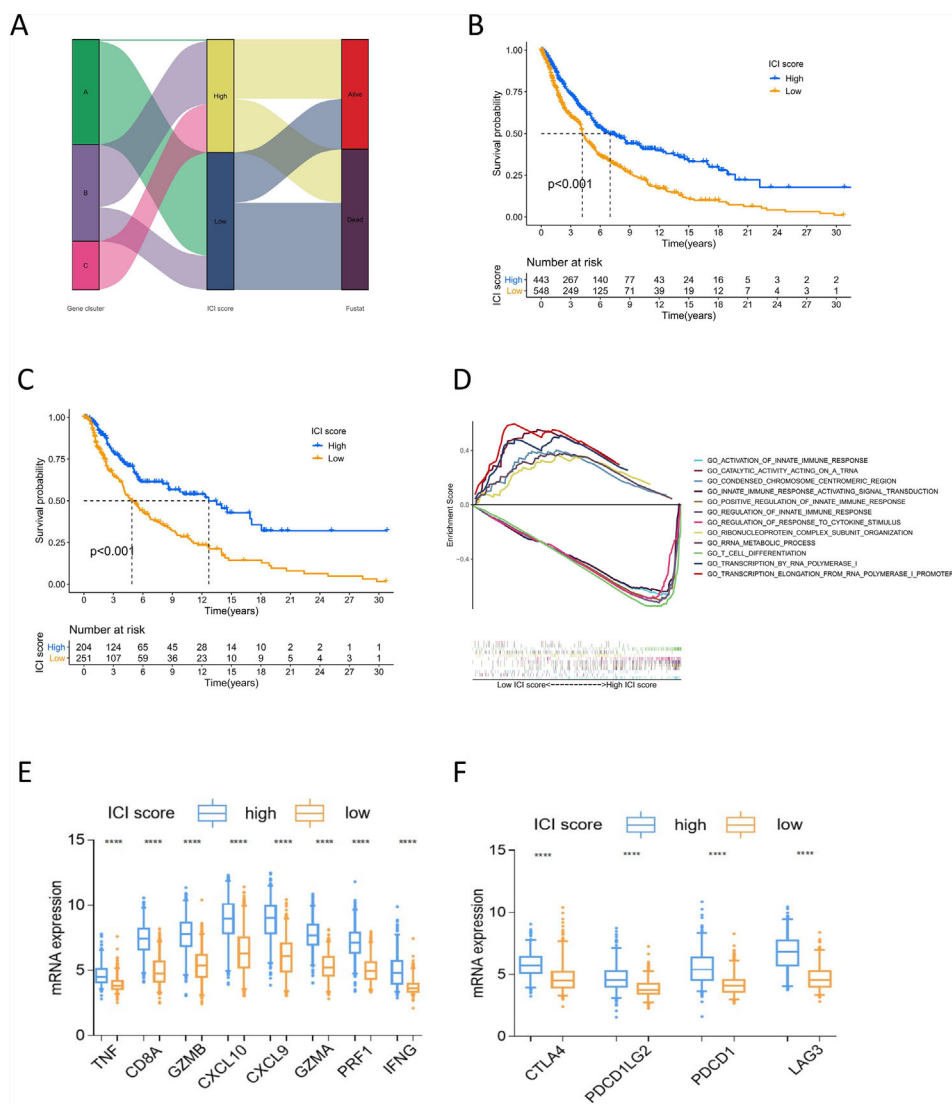 A
A
B
C
High
Low
Alive
Dead
Gene clsuter
ICI score
Fustat
B
ICI score
High
Low
Survival probability
1.00
0.75
0.50
0.25
0.00
p<0.001
0 3 6 9 12 15 18 21 24 27 30
Time(years)
Number at risk
ICI score
High 443 267 140 77 43 24 16 5 3 2 2
Low 548 249 125 71 39 19 12 7 4 3 1
0 3 6 9 12 15 18 21 24 27 30
Time(years)
C
ICI score
High
Low
Survival probability
1.00
0.75
0.50
0.25
0.00
p<0.001
0 3 6 9 12 15 18 21 24 27 30
Time(years)
Number at risk
ICI score
High 204 124 65 45 28 14 10 2 2 1 1
Low 251 107 59 36 23 10 9 5 4 3 1
0 3 6 9 12 15 18 21 24 27 30
Time(years)
D
Enrichment Score
0.4
0.0
−0.4
GO_ACTIVATION_OF_INNATE_IMMUNE_RESPONSE
GO_CATALYTIC_ACTIVITY_ACTING_ON_A_TRNA
GO_CONDENSED_CHROMOSOME_CENTROMERIC_REGION
GO_INNATE_IMMUNE_RESPONSE_ACTIVATING_SIGNAL_TRANSDUCTION
GO_POSITIVE_REGULATION_OF_INNATE_IMMUNE_RESPONSE
GO_REGULATION_OF_INNATE_IMMUNE_RESPONSE
GO_REGULATION_OF_RESPONSE_TO_CYTOKINE_STIMULUS
GO_RIBONUCLEOPROTEIN_COMPLEX_SUBUNIT_ORGANIZATION
GO_RRNA_METABOLIC_PROCESS
GO_T_CELL_DIFFERENTIATION
GO_TRANSCRIPTION_BY_RNA_POLYMERASE_I
GO_TRANSCRIPTION_ELONGATION_FROM_RNA_POLYMERASE_I_PROMOTER
Low ICI score<----------->High ICI score
E
ICI score high low
mRNA expression
15
10
5
0
**** **** **** **** **** **** **** ****
TNF CD8A GZMB CXCL10 CXCL9 GZMA PRF1 IFNG
F
ICI score high low
mRNA expression
15
10
5
0
**** **** **** ****
CTLA4 PDCD1LG2 PDCD1 LAG3